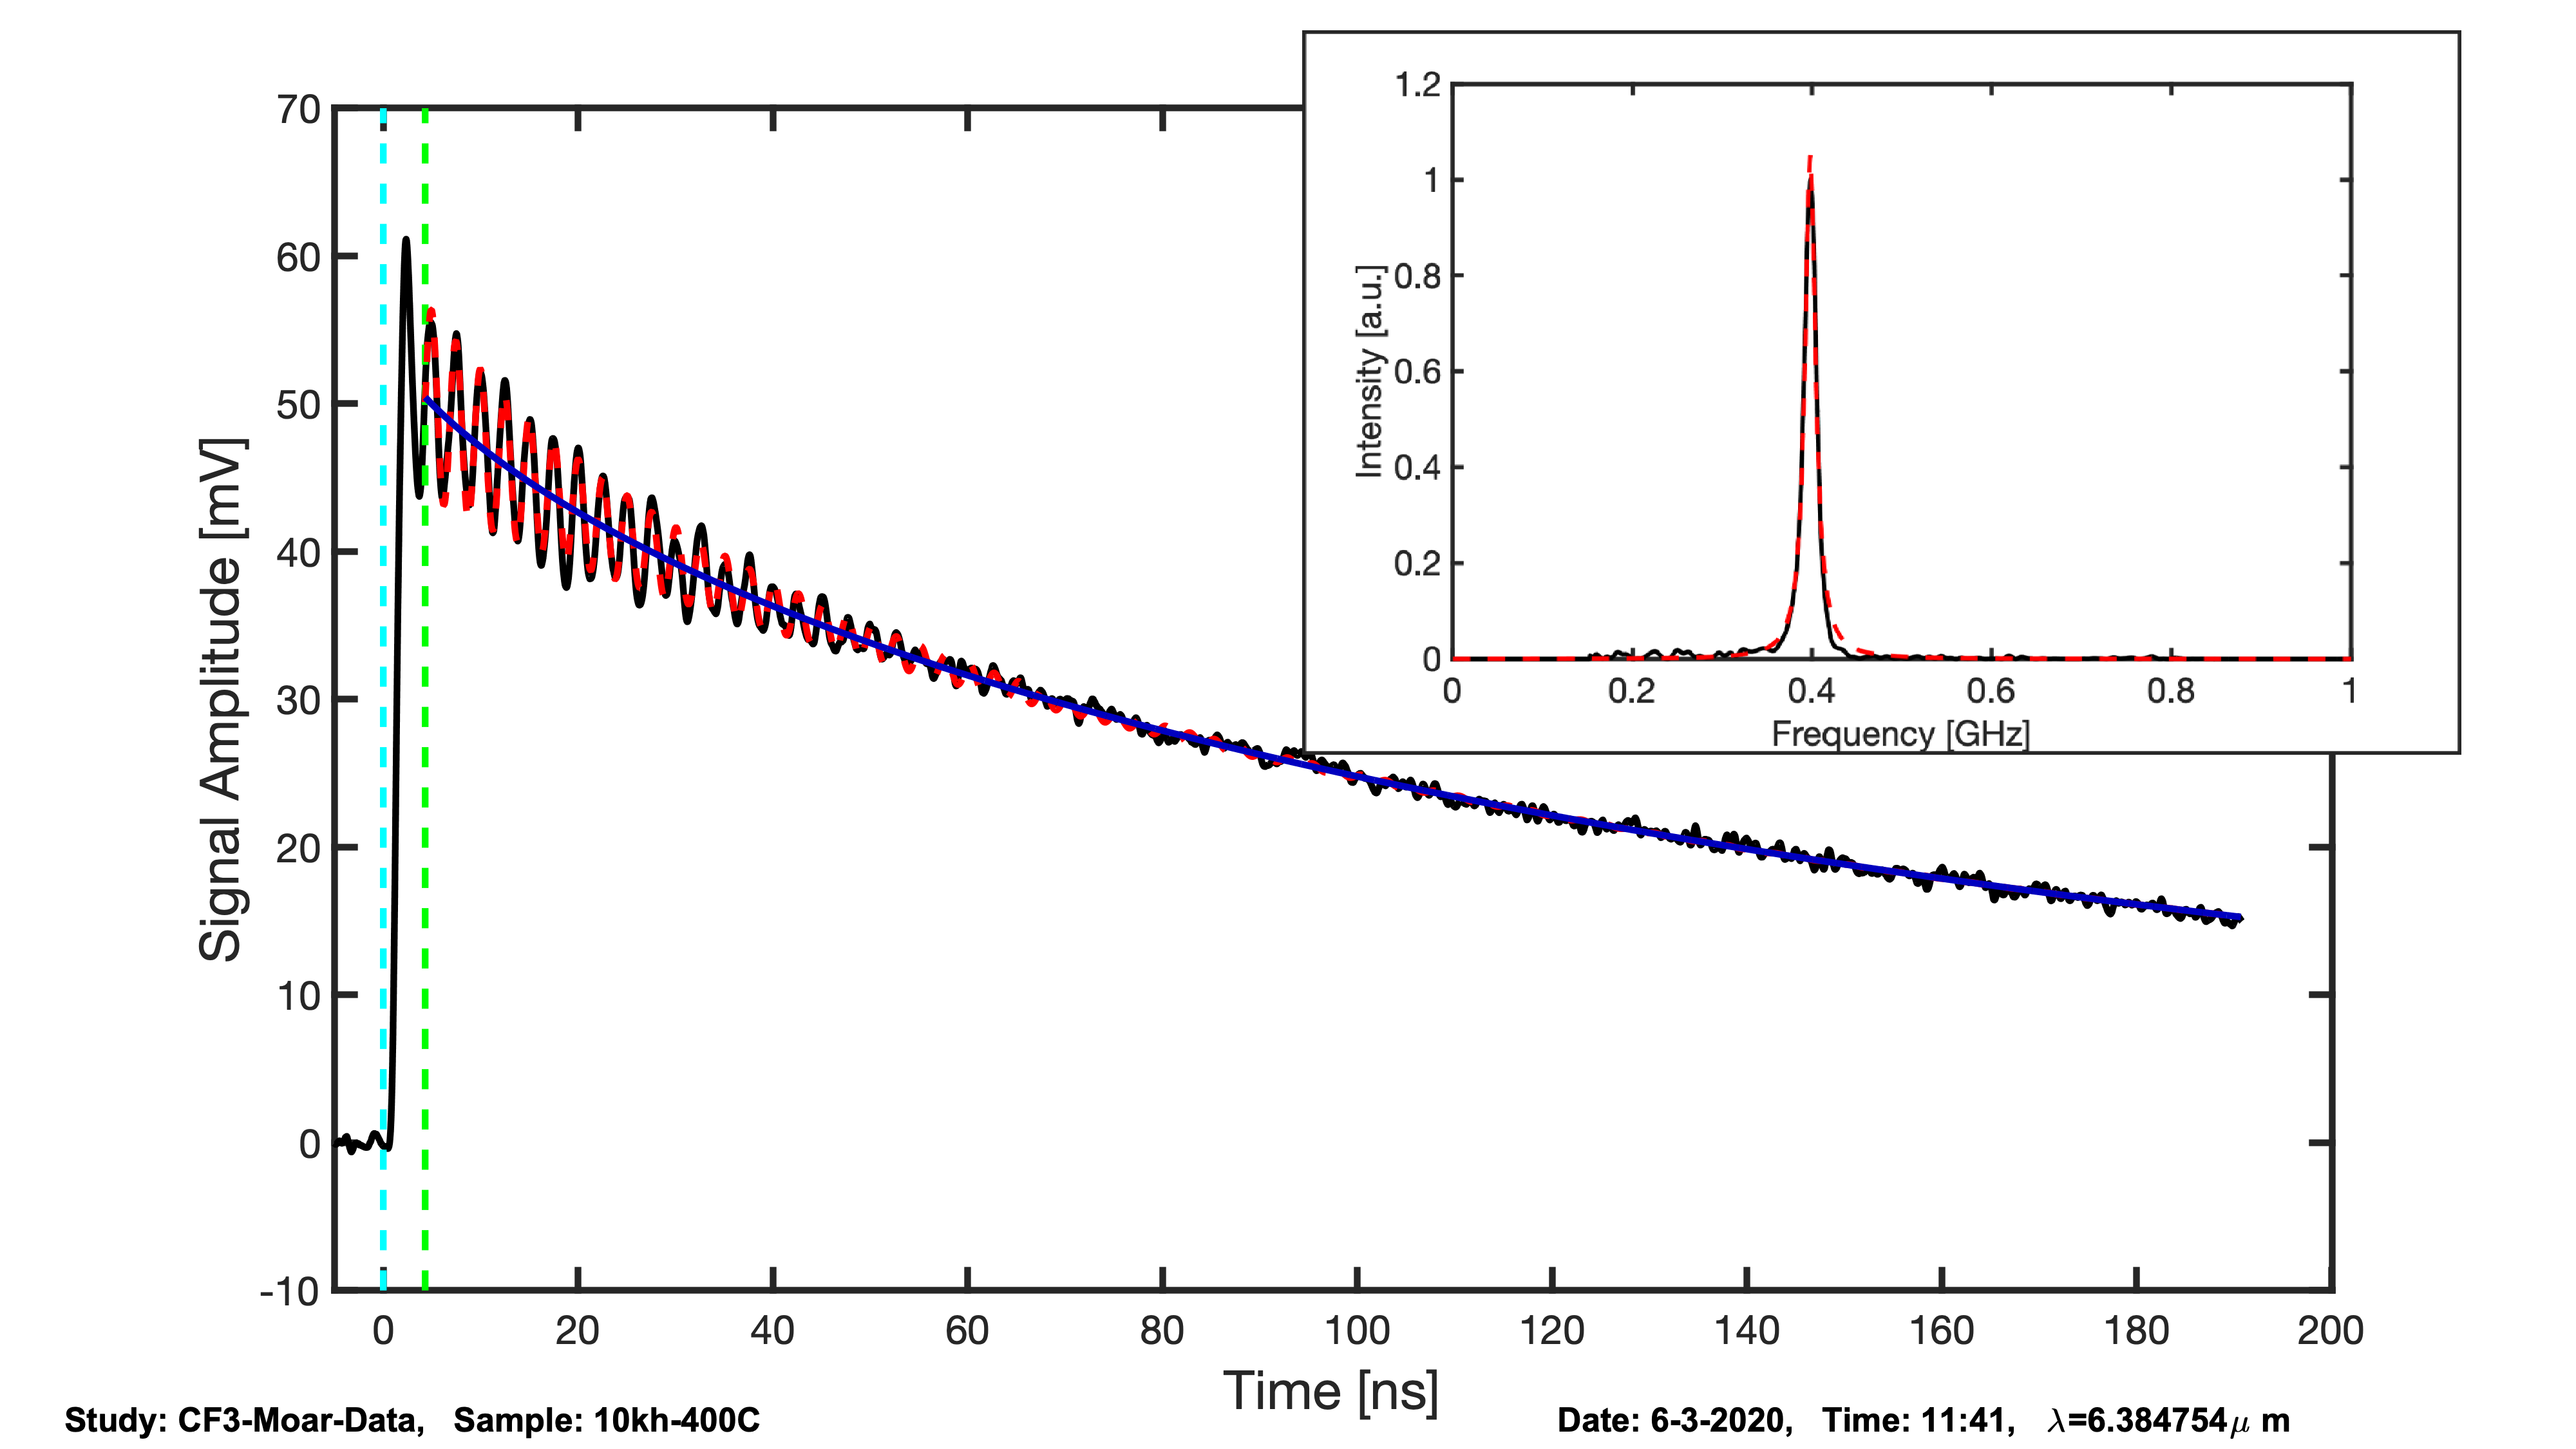 1.2
1
0.8
0.6
0.4
0.2
0
Intensity [a.u.]
0 0.2 0.4 0.6 0.8 1
Frequency [GHz]
70
60
50
40
30
20
10
0
-10
Signal Amplitude [mV]
0 20 40 60 80 100 120 140 160 180 200
Time [ns]
Study: CF3-Moar-Data, Sample: 10kh-400C
Date: 6-3-2020, Time: 11:41, λ=6.384754μ m